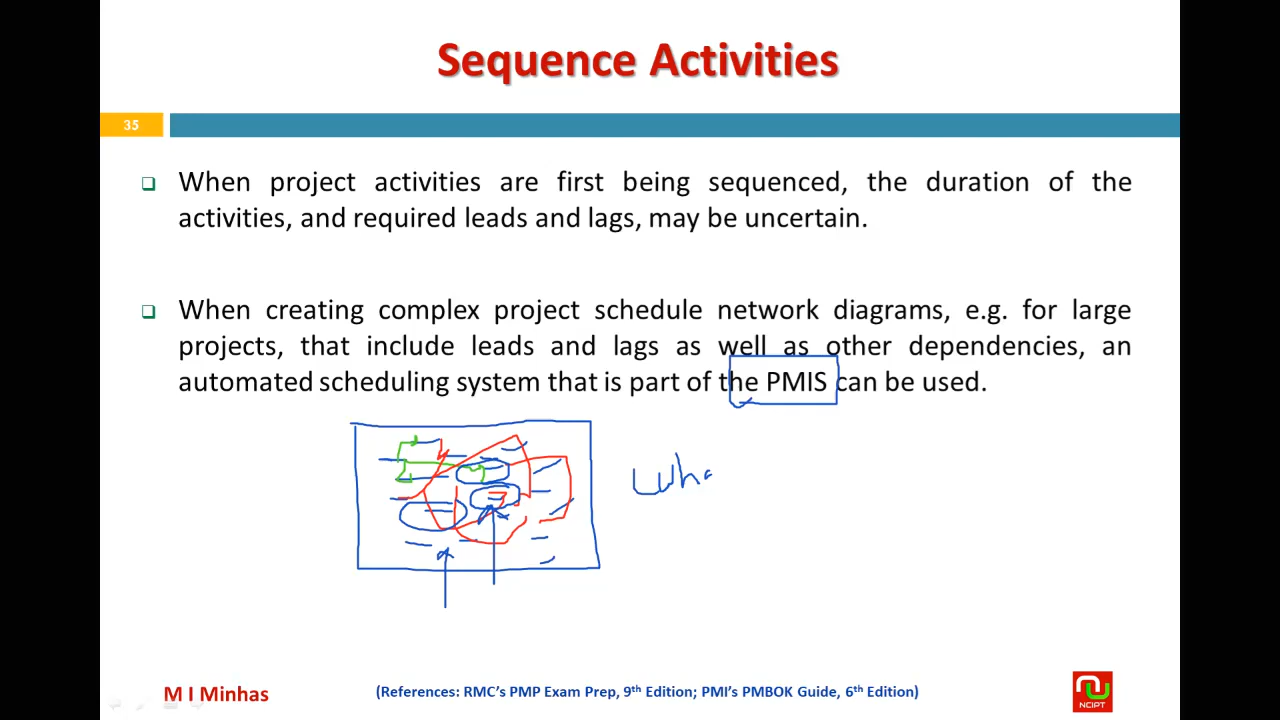 Sequence Activities
35
❑ When project activities are first being sequenced, the duration of the
activities, and required leads and lags, may be uncertain.
❑ When creating complex project schedule network diagrams, e.g. for large
projects, that include leads and lags as well as other dependencies, an
automated scheduling system that is part of the PMIS can be used.
Wha
M I Minhas
(References: RMC's PMP Exam Prep, 9th Edition; PMI's PMBOK Guide, 6th Edition)
NCIPT